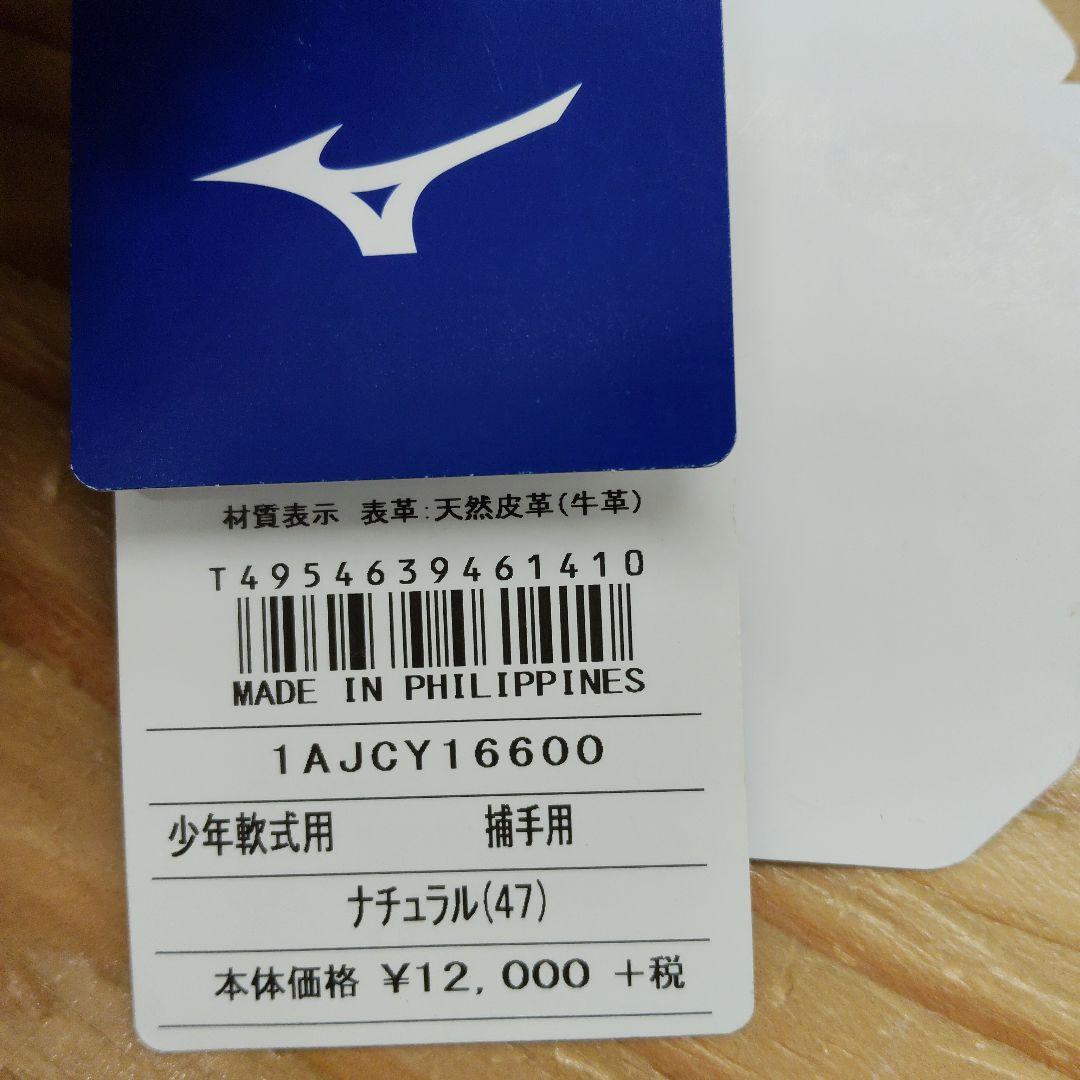 材質表示 表革:天然皮革(牛革)
T4954639461410
MADE IN PHILIPPINES
1AJCY16600
少年軟式用 捕手用
ナチュラル(47)
本体価格 ¥12,000 +税